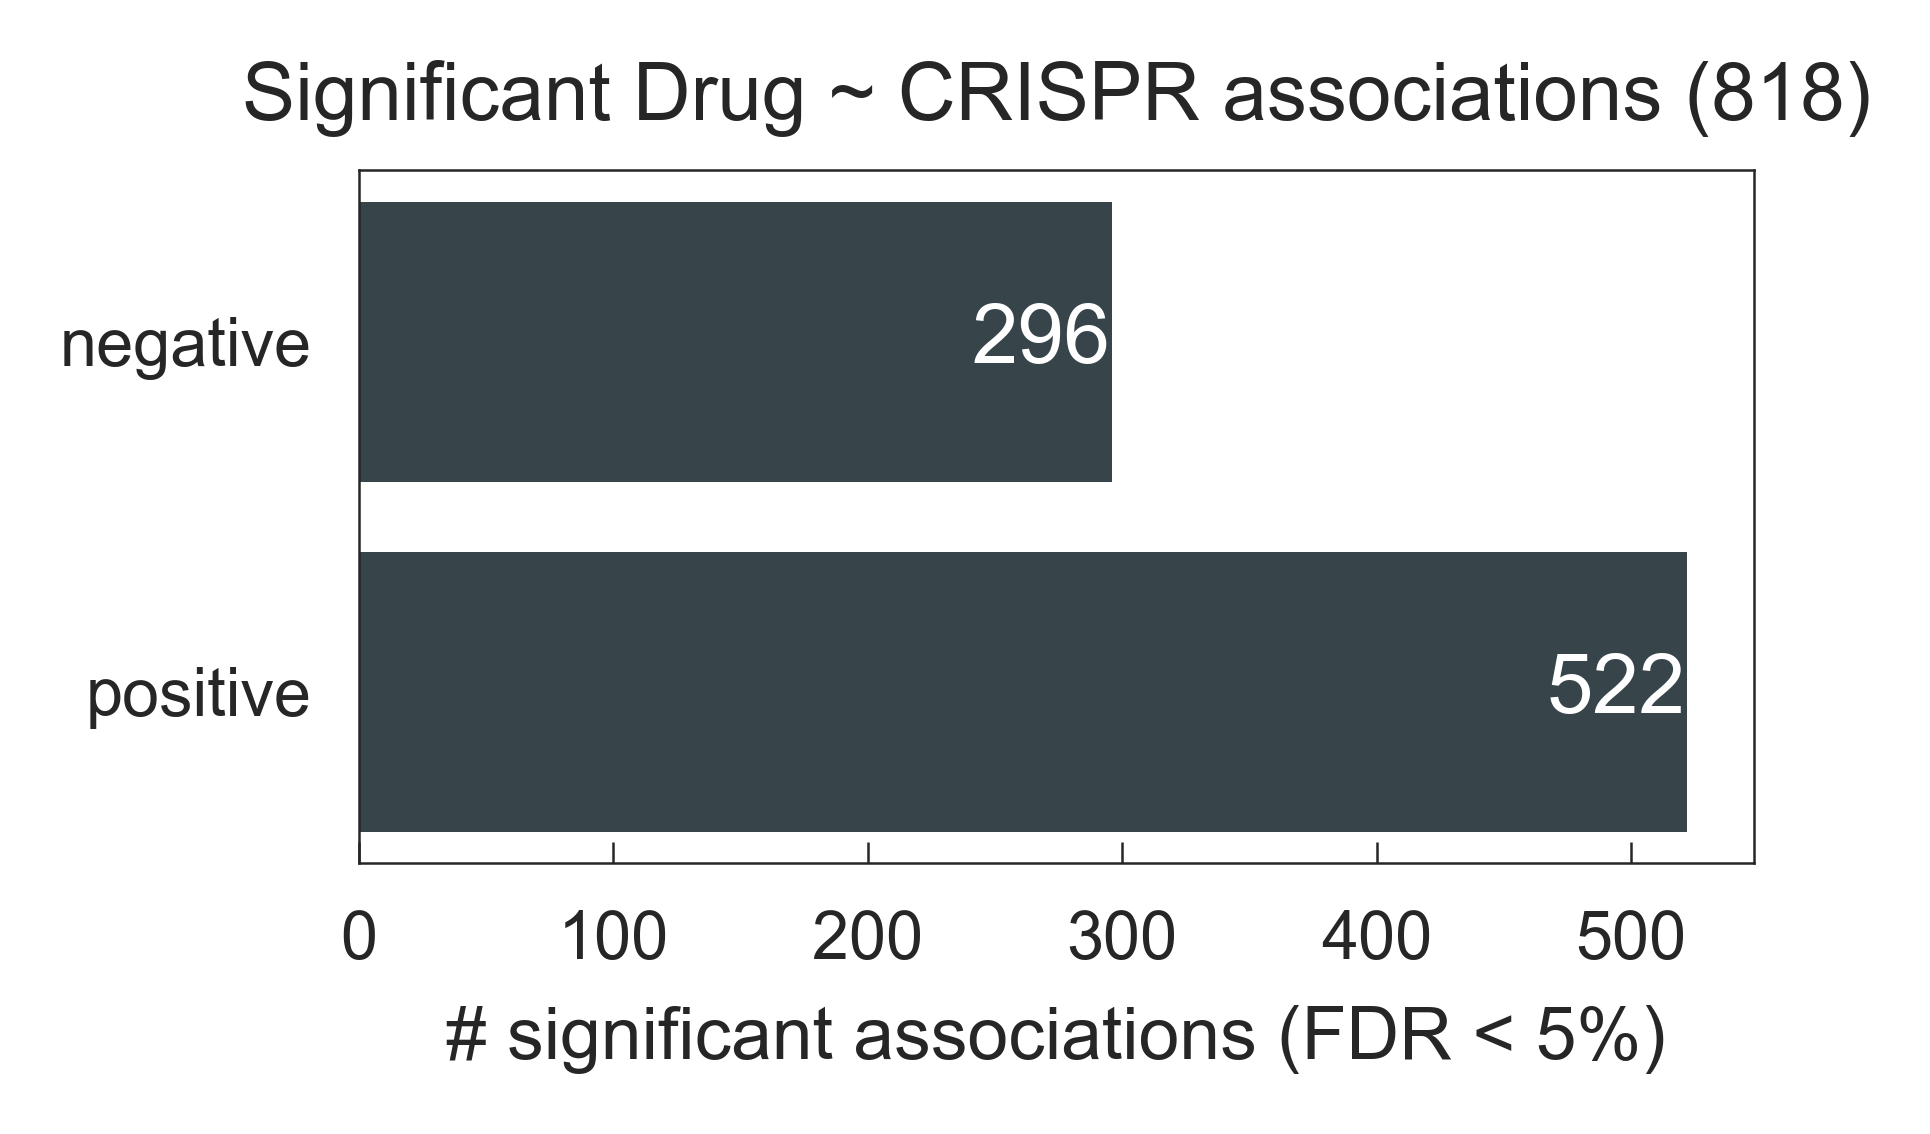 Significant Drug ~ CRISPR associations (818)
negative
296
positive
522
0 100 200 300 400 500
# significant associations (FDR < 5%)